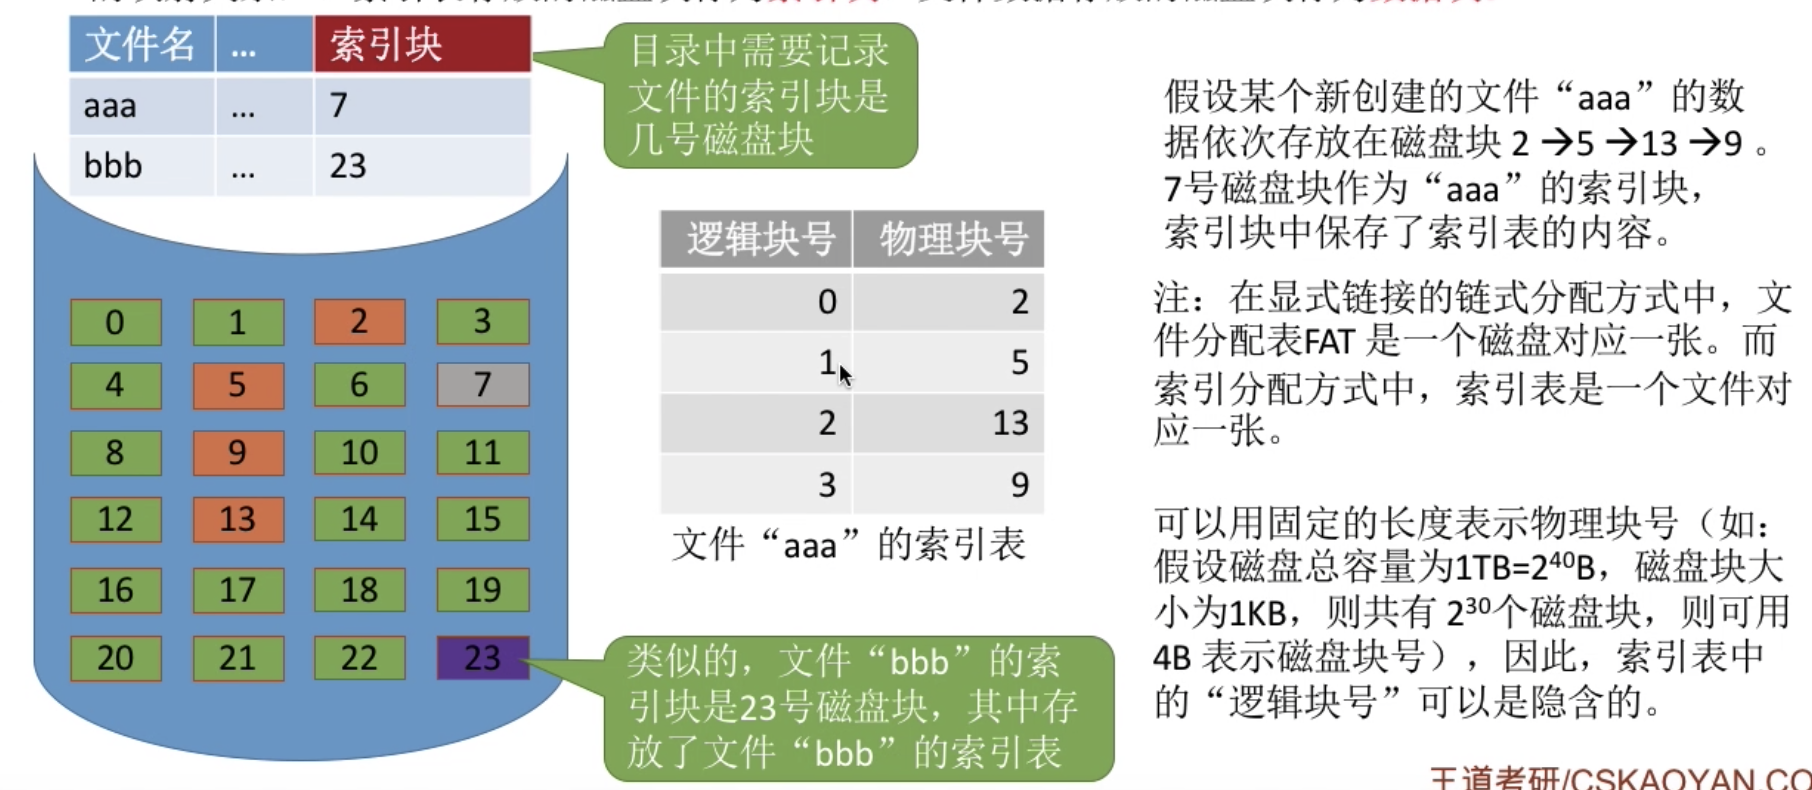 文件名 … 索引块
aaa … 7
bbb … 23
目录中需要记录
文件的索引块是
几号磁盘块
0 1 2 3
4 5 6 7
8 9 10 11
12 13 14 15
16 17 18 19
20 21 22 23
逻辑块号 物理块号
0 2
1 5
2 13
3 9
文件“aaa”的索引表
类似的，文件“bbb”的索
引块是23号磁盘块，其中存
放了文件“bbb”的索引表
假设某个新创建的文件“aaa”的数
据依次存放在磁盘块 2 →5 →13 →9 。
7号磁盘块作为“aaa”的索引块，
索引块中保存了索引表的内容。
注：在显式链接的链式分配方式中，文
件分配表FAT 是一个磁盘对应一张。而
索引分配方式中，索引表是一个文件对
应一张。
可以用固定的长度表示物理块号（如：
假设磁盘总容量为1TB=2⁴⁰B，磁盘块大
小为1KB，则共有 2³⁰个磁盘块，则可用
4B 表示磁盘块号），因此，索引表中
的“逻辑块号”可以是隐含的。
王道考研/CSKAOYAN.CO